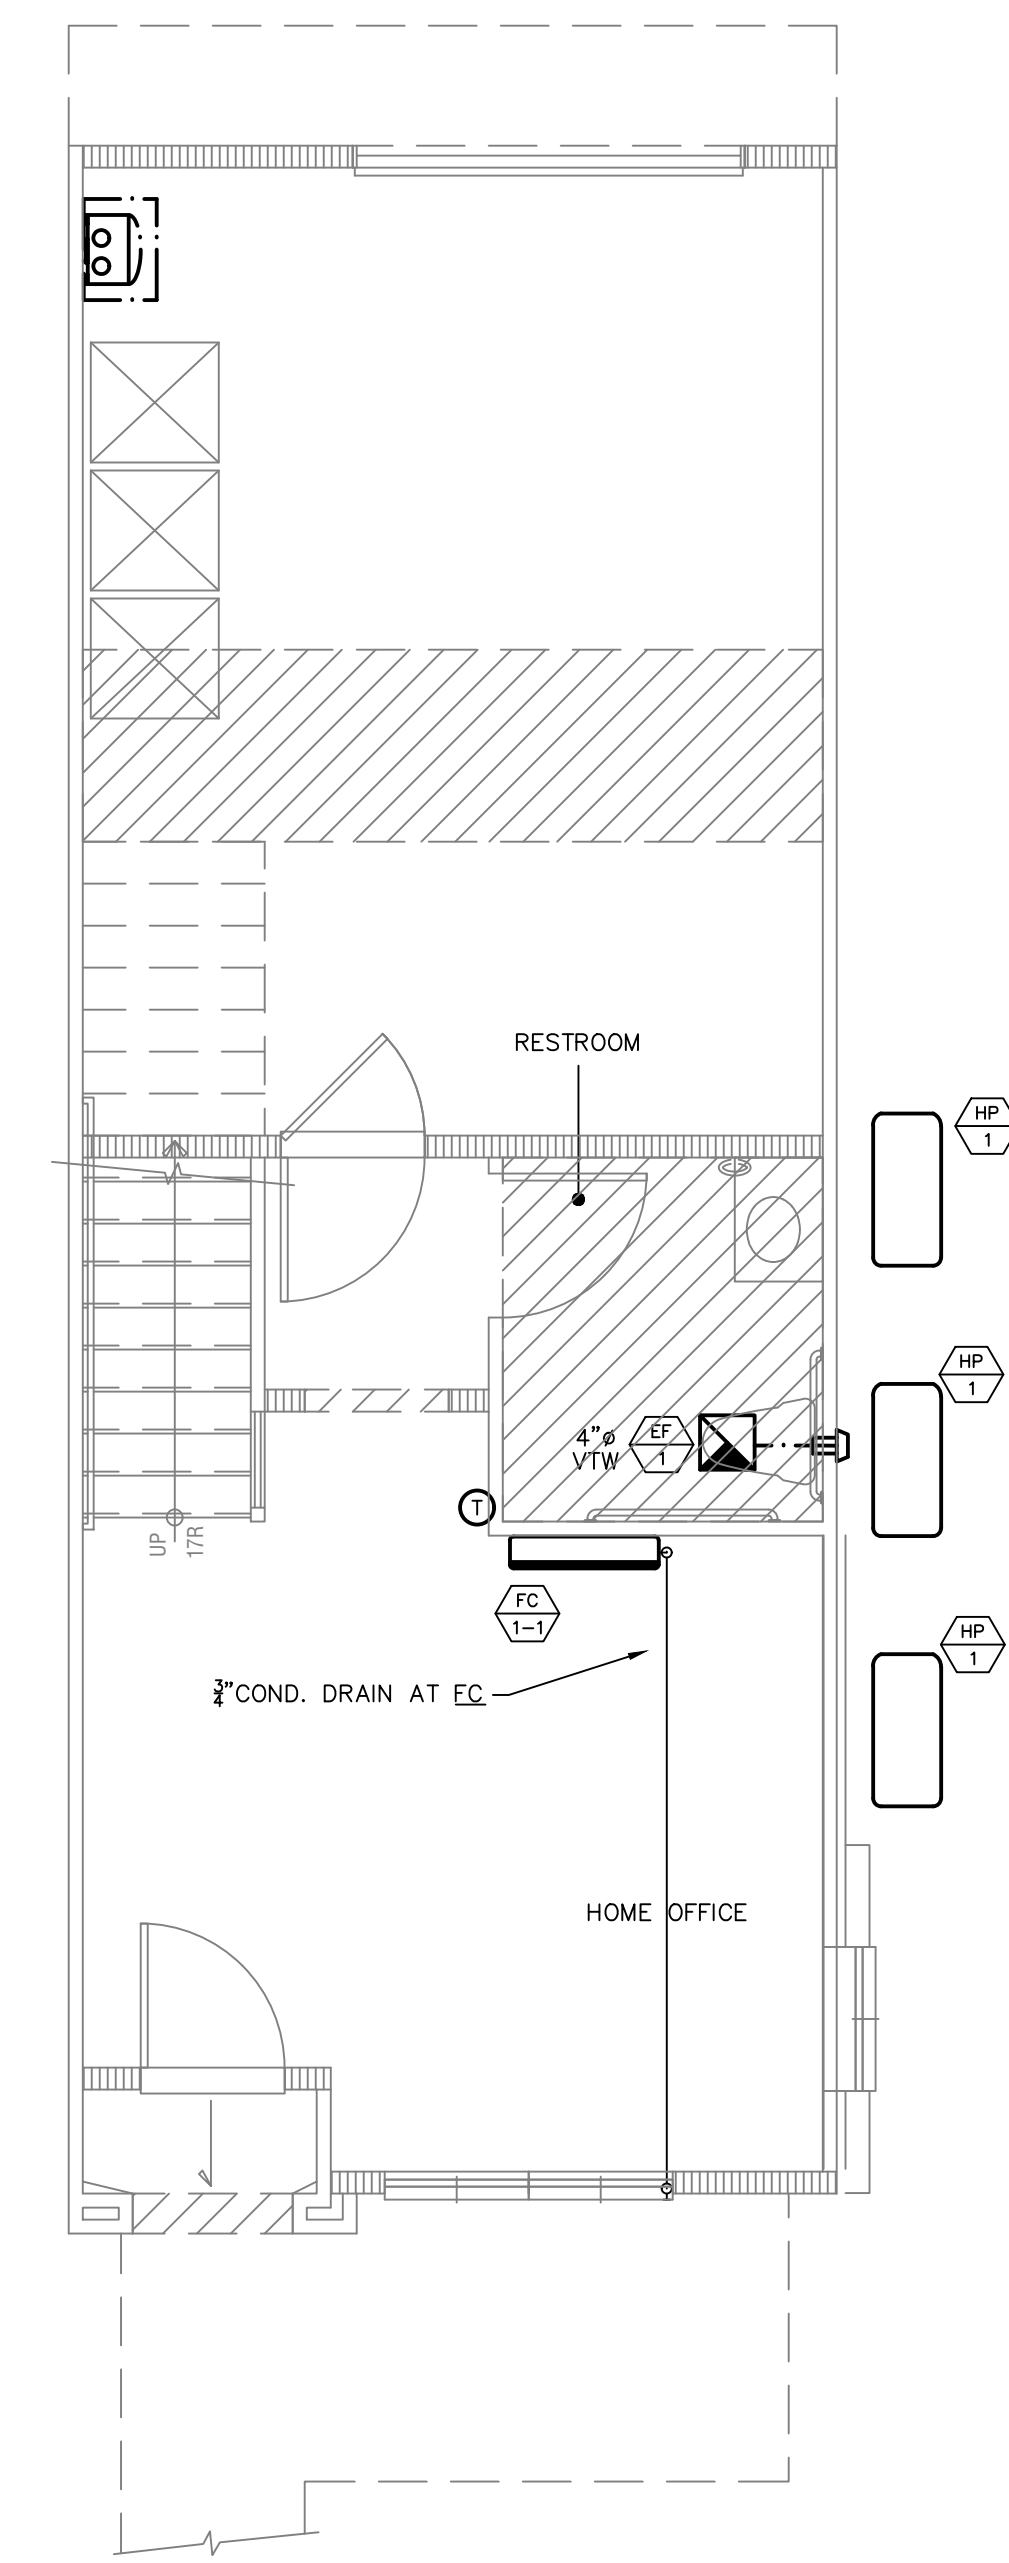 RESTROOM
HP
1
HP
1
4"ø
VTW
EF
1
T
UP
17R
FC
1-1
HP
1
3/4"COND. DRAIN AT FC
HOME OFFICE